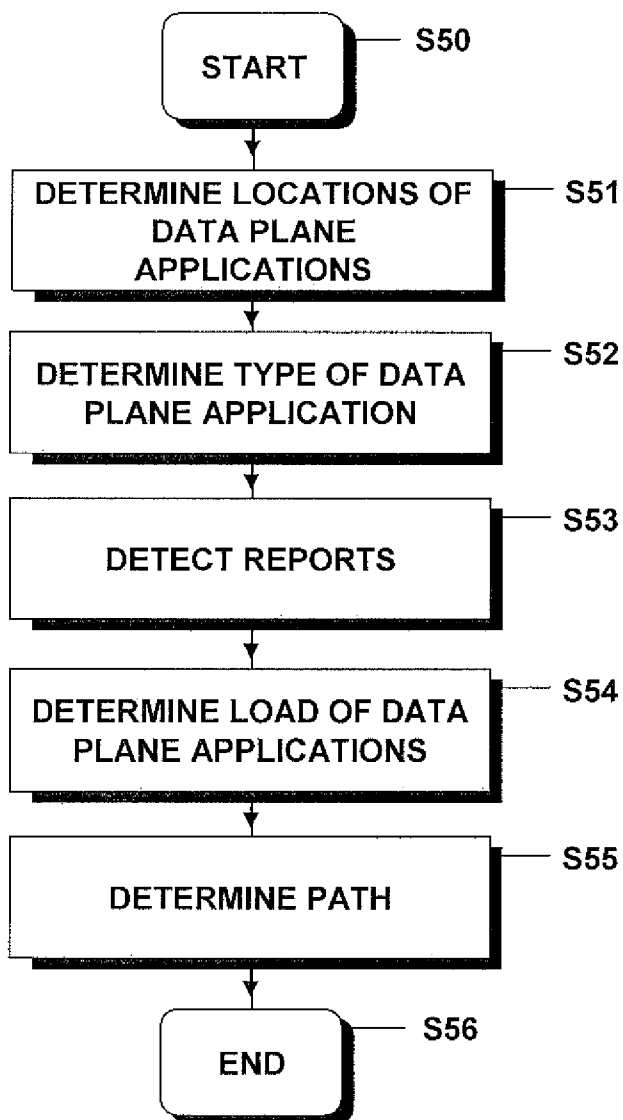 START
S50
DETERMINE LOCATIONS OF
DATA PLANE
APPLICATIONS
S51
DETERMINE TYPE OF DATA
PLANE APPLICATION
S52
DETECT REPORTS
S53
DETERMINE LOAD OF DATA
PLANE APPLICATIONS
S54
DETERMINE PATH
S55
END
S56